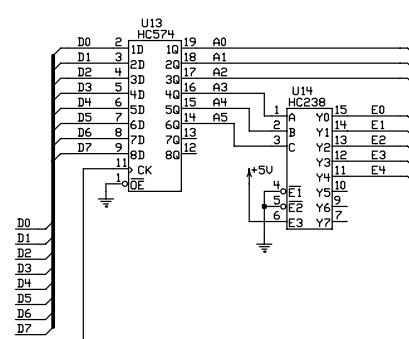 U13
HC574
D0 2 1D 1Q 19 A0
D1 3 2D 2Q 18 A1
D2 4 3D 3Q 17 A2
D3 5 4D 4Q 16 A3
D4 6 5D 5Q 15 A4
D5 7 6D 6Q 14 A5
D6 8 7D 7Q 13
D7 9 8D 8Q 12
11 CK
1 OE
U14
HC238
1 A Y0 15 E0
2 B Y1 14 E1
3 C Y2 13 E2
Y3 12 E3
Y4 11 E4
+5V
4 E1 Y5 10
5 E2 Y6 9
6 E3 Y7 7
D0
D1
D2
D3
D4
D5
D6
D7